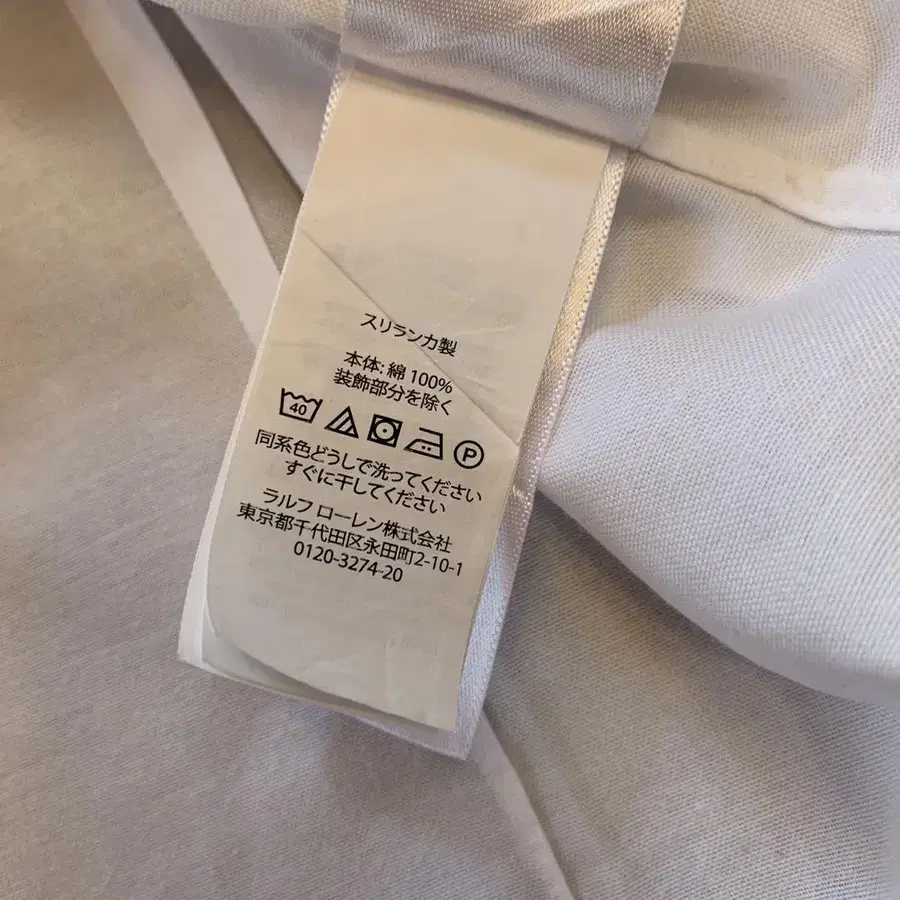 スリランカ製
本体: 綿 100%
装飾部分を除く
40 P
同系色どうしで洗ってください
すぐに干してください
ラルフ ローレン株式会社
東京都千代田区永田町2-10-1
0120-3274-20